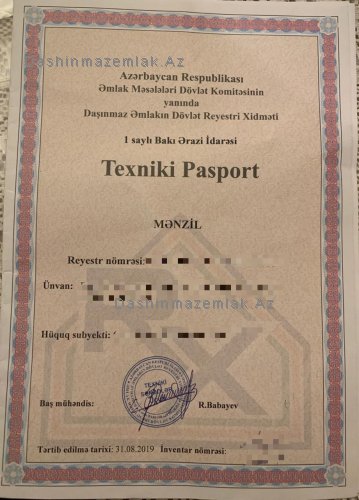 Dashinmazemlak.Az
Azərbaycan Respublikası
Əmlak Məsələləri Dövlət Komitəsinin
yanında
Daşınmaz Əmlakın Dövlət Reyestri Xidməti
1 saylı Bakı Ərazi İdarəsi
Texniki Pasport
MƏNZİL
Reyestr nömrəsi:
Ünvan:
Dashinmazemlak.Az
Hüquq subyekti:
TEXNİKİ
Baş mühəndis:
R.Babayev
Tərtib edilmə tarixi: 31.08.2019 İnventar nömrəsi: